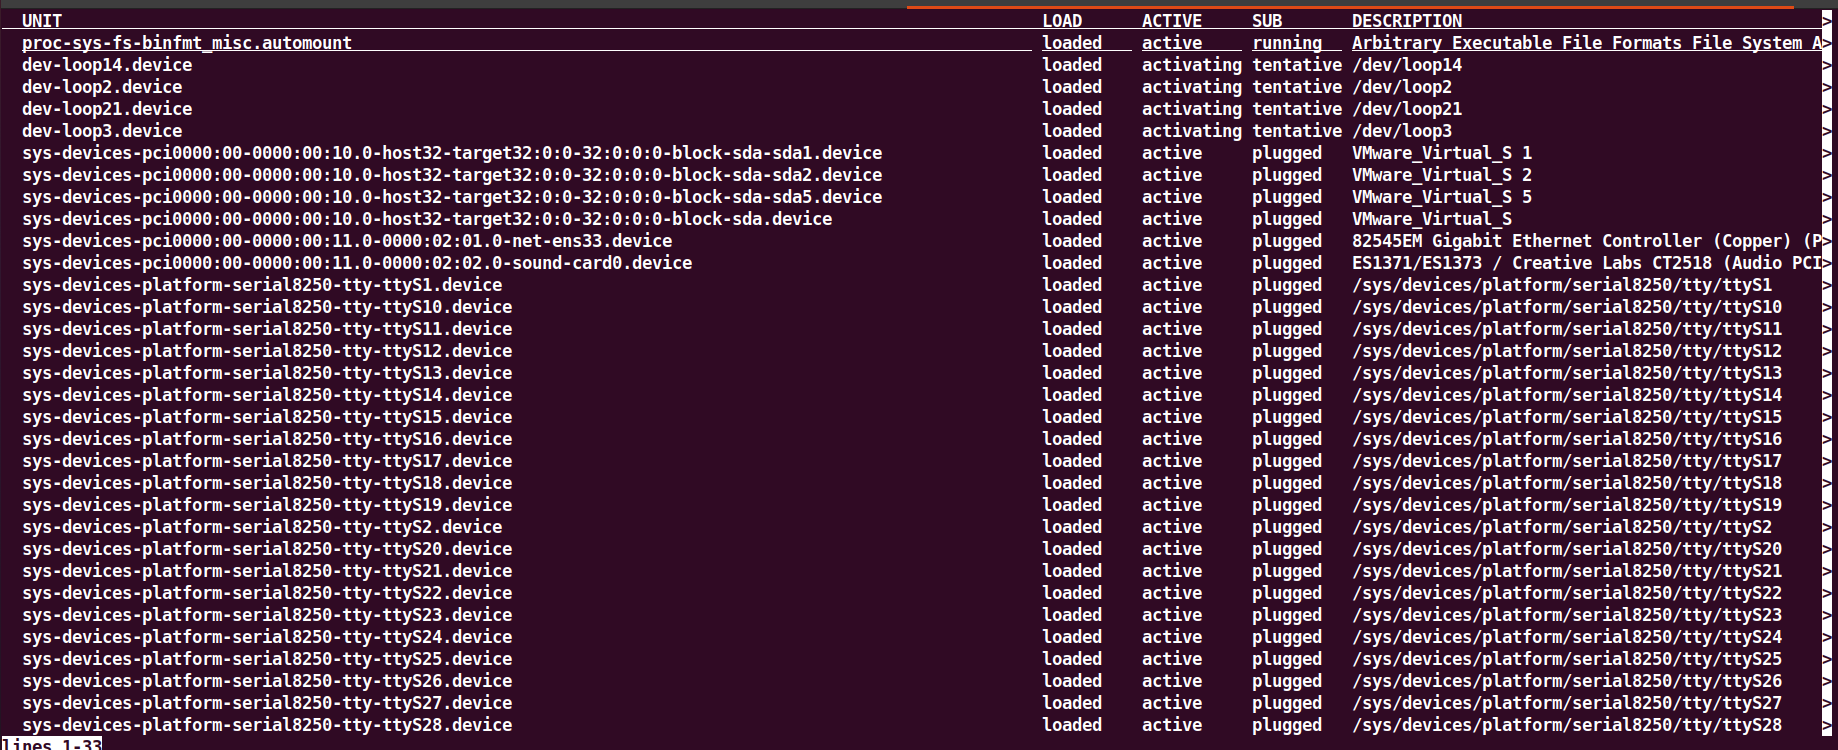 UNIT LOAD ACTIVE SUB DESCRIPTION >
proc-sys-fs-binfmt_misc.automount loaded active running Arbitrary Executable File Formats File System A>
dev-loop14.device loaded activating tentative /dev/loop14 >
dev-loop2.device loaded activating tentative /dev/loop2 >
dev-loop21.device loaded activating tentative /dev/loop21 >
dev-loop3.device loaded activating tentative /dev/loop3 >
sys-devices-pci0000:00-0000:00:10.0-host32-target32:0:0-32:0:0:0-block-sda-sda1.device loaded active plugged VMware_Virtual_S 1 >
sys-devices-pci0000:00-0000:00:10.0-host32-target32:0:0-32:0:0:0-block-sda-sda2.device loaded active plugged VMware_Virtual_S 2 >
sys-devices-pci0000:00-0000:00:10.0-host32-target32:0:0-32:0:0:0-block-sda-sda5.device loaded active plugged VMware_Virtual_S 5 >
sys-devices-pci0000:00-0000:00:10.0-host32-target32:0:0-32:0:0:0-block-sda.device loaded active plugged VMware_Virtual_S >
sys-devices-pci0000:00-0000:00:11.0-0000:02:01.0-net-ens33.device loaded active plugged 82545EM Gigabit Ethernet Controller (Copper) (P>
sys-devices-pci0000:00-0000:00:11.0-0000:02:02.0-sound-card0.device loaded active plugged ES1371/ES1373 / Creative Labs CT2518 (Audio PCI>
sys-devices-platform-serial8250-tty-ttyS1.device loaded active plugged /sys/devices/platform/serial8250/tty/ttyS1 >
sys-devices-platform-serial8250-tty-ttyS10.device loaded active plugged /sys/devices/platform/serial8250/tty/ttyS10 >
sys-devices-platform-serial8250-tty-ttyS11.device loaded active plugged /sys/devices/platform/serial8250/tty/ttyS11 >
sys-devices-platform-serial8250-tty-ttyS12.device loaded active plugged /sys/devices/platform/serial8250/tty/ttyS12 >
sys-devices-platform-serial8250-tty-ttyS13.device loaded active plugged /sys/devices/platform/serial8250/tty/ttyS13 >
sys-devices-platform-serial8250-tty-ttyS14.device loaded active plugged /sys/devices/platform/serial8250/tty/ttyS14 >
sys-devices-platform-serial8250-tty-ttyS15.device loaded active plugged /sys/devices/platform/serial8250/tty/ttyS15 >
sys-devices-platform-serial8250-tty-ttyS16.device loaded active plugged /sys/devices/platform/serial8250/tty/ttyS16 >
sys-devices-platform-serial8250-tty-ttyS17.device loaded active plugged /sys/devices/platform/serial8250/tty/ttyS17 >
sys-devices-platform-serial8250-tty-ttyS18.device loaded active plugged /sys/devices/platform/serial8250/tty/ttyS18 >
sys-devices-platform-serial8250-tty-ttyS19.device loaded active plugged /sys/devices/platform/serial8250/tty/ttyS19 >
sys-devices-platform-serial8250-tty-ttyS2.device loaded active plugged /sys/devices/platform/serial8250/tty/ttyS2 >
sys-devices-platform-serial8250-tty-ttyS20.device loaded active plugged /sys/devices/platform/serial8250/tty/ttyS20 >
sys-devices-platform-serial8250-tty-ttyS21.device loaded active plugged /sys/devices/platform/serial8250/tty/ttyS21 >
sys-devices-platform-serial8250-tty-ttyS22.device loaded active plugged /sys/devices/platform/serial8250/tty/ttyS22 >
sys-devices-platform-serial8250-tty-ttyS23.device loaded active plugged /sys/devices/platform/serial8250/tty/ttyS23 >
sys-devices-platform-serial8250-tty-ttyS24.device loaded active plugged /sys/devices/platform/serial8250/tty/ttyS24 >
sys-devices-platform-serial8250-tty-ttyS25.device loaded active plugged /sys/devices/platform/serial8250/tty/ttyS25 >
sys-devices-platform-serial8250-tty-ttyS26.device loaded active plugged /sys/devices/platform/serial8250/tty/ttyS26 >
sys-devices-platform-serial8250-tty-ttyS27.device loaded active plugged /sys/devices/platform/serial8250/tty/ttyS27 >
sys-devices-platform-serial8250-tty-ttyS28.device loaded active plugged /sys/devices/platform/serial8250/tty/ttyS28 >
lines 1-33